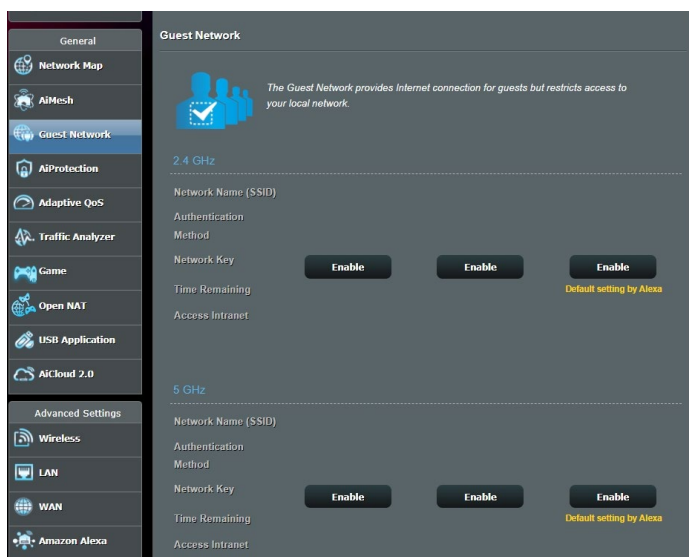 General
Network Map
AiMesh
Guest Network
AiProtection
Adaptive QoS
Traffic Analyzer
Game
Open NAT
USB Application
AiCloud 2.0
Advanced Settings
Wireless
LAN
WAN
Amazon Alexa
Guest Network
The Guest Network provides Internet connection for guests but restricts access to
your local network.
2.4 GHz
Network Name (SSID)
Authentication
Method
Network Key
Enable Enable Enable
Time Remaining
Default setting by Alexa
Access Intranet
5 GHz
Network Name (SSID)
Authentication
Method
Network Key
Enable Enable Enable
Time Remaining
Default setting by Alexa
Access Intranet